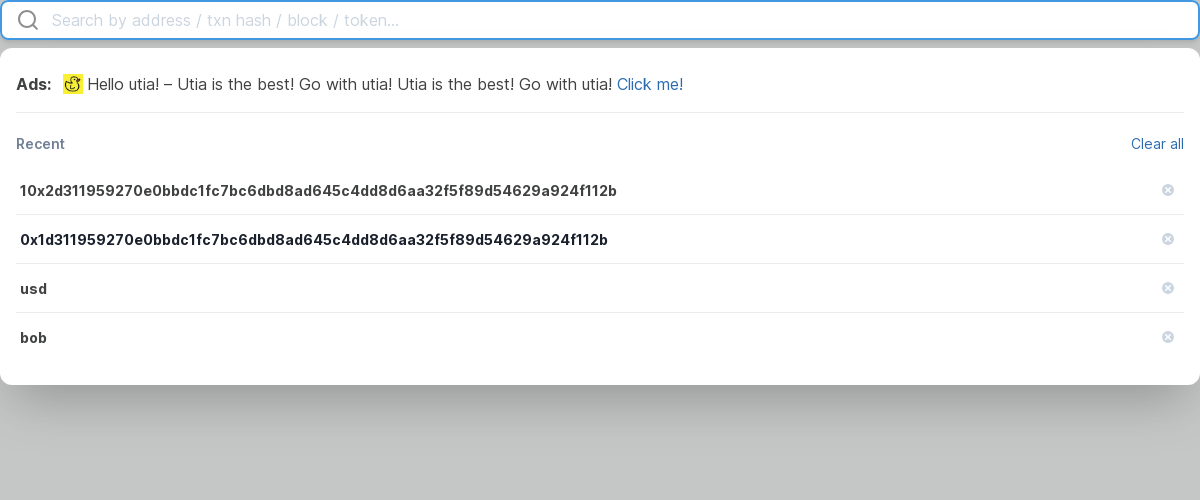 Search by address / txn hash / block / token...
Ads: Hello utia! – Utia is the best! Go with utia! Utia is the best! Go with utia! Click me!
Recent Clear all
10x2d311959270e0bbdc1fc7bc6dbd8ad645c4dd8d6aa32f5f89d54629a924f112b
0x1d311959270e0bbdc1fc7bc6dbd8ad645c4dd8d6aa32f5f89d54629a924f112b
usd
bob